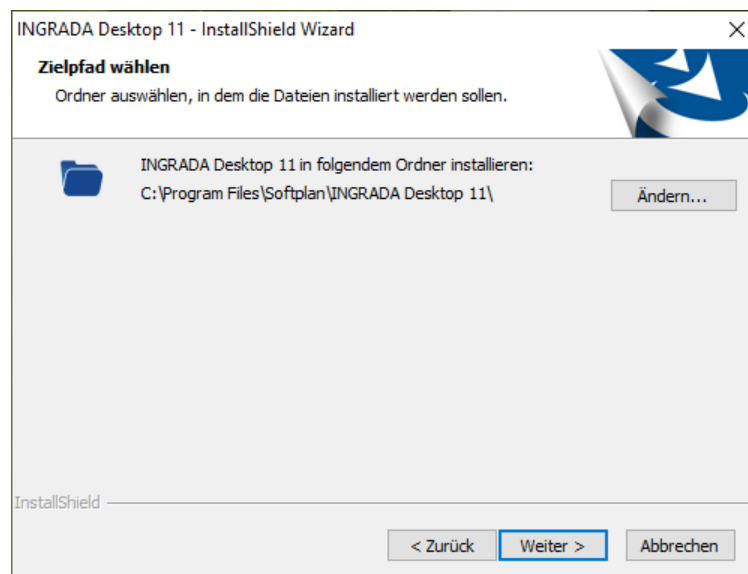 INGRADA Desktop 11 - InstallShield Wizard
Zielpfad wählen
Ordner auswählen, in dem die Dateien installiert werden sollen.
INGRADA Desktop 11 in folgendem Ordner installieren:
C:\Program Files\Softplan\INGRADA Desktop 11\
Ändern...
InstallShield
< Zurück
Weiter >
Abbrechen